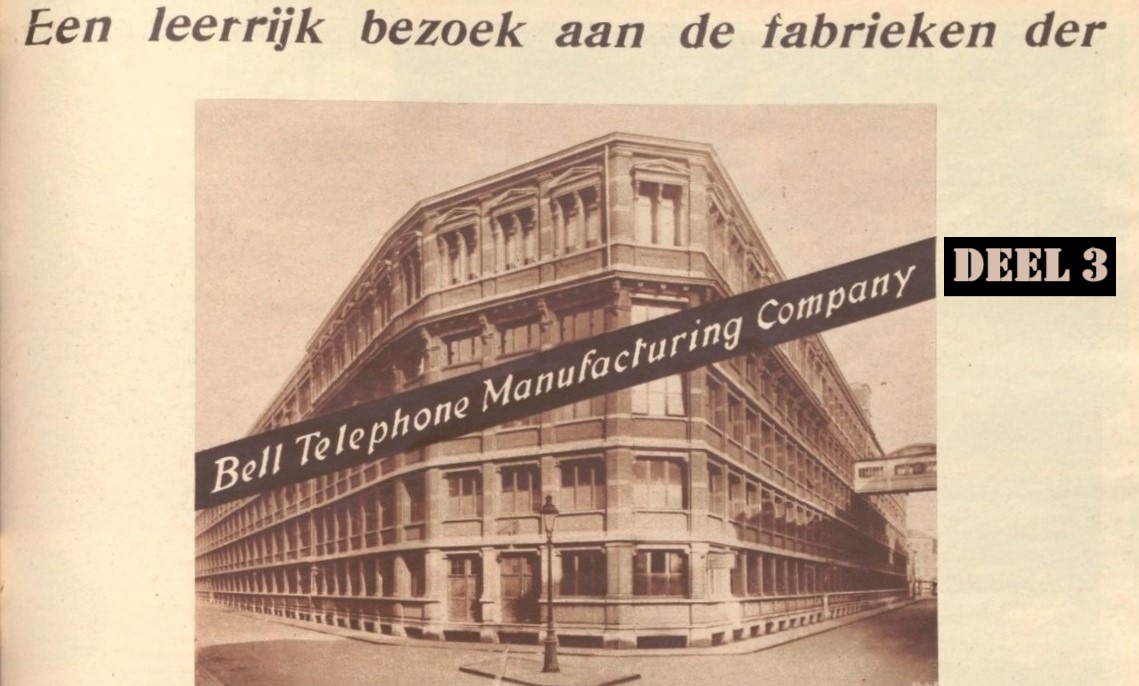 Een leerrijk bezoek aan de fabrieken der
Bell Telephone Manufacturing Company
DEEL 3